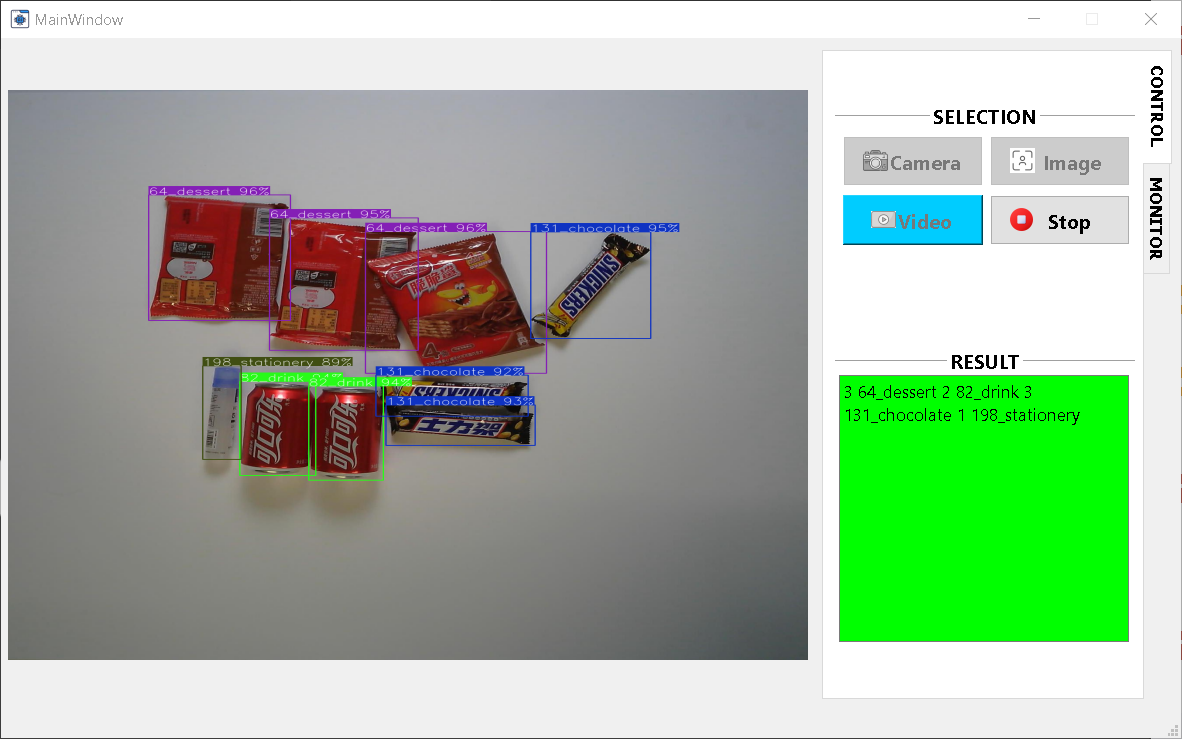 MainWindow
CONTROL
MONITOR
SELECTION
Camera
Image
Video
Stop
RESULT
3 64_dessert 2 82_drink 3
131_chocolate 1 198_stationery
64_dessert 96%
64_dessert 95%
64_dessert 96%
131_chocolate 95%
SNICKERS
4
198_stationery 89%
82_drink
82_drink 94%
131_chocolate 92%
131_chocolate 93%
可口可乐
可口可乐
士力架